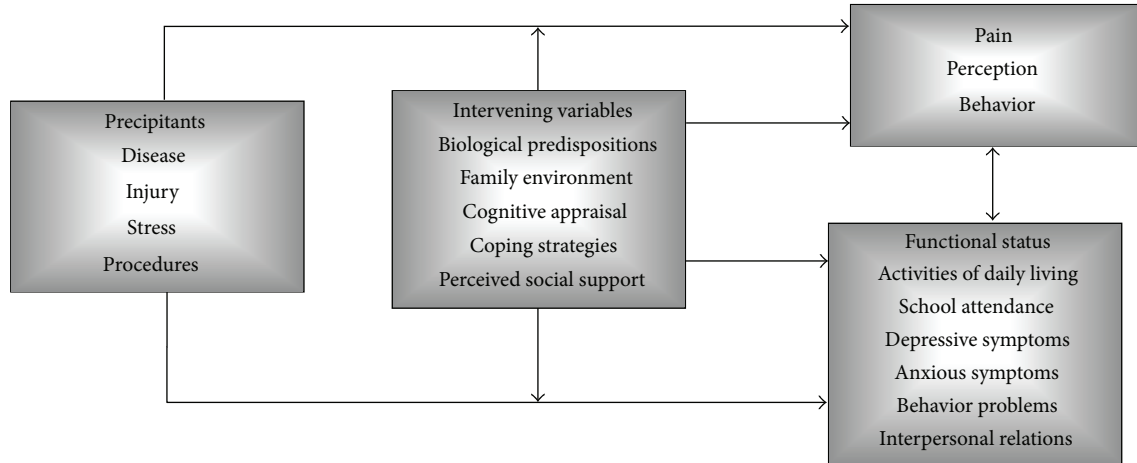 Precipitants
Disease
Injury
Stress
Procedures
Intervening variables
Biological predispositions
Family environment
Cognitive appraisal
Coping strategies
Perceived social support
Pain
Perception
Behavior
Functional status
Activities of daily living
School attendance
Depressive symptoms
Anxious symptoms
Behavior problems
Interpersonal relations